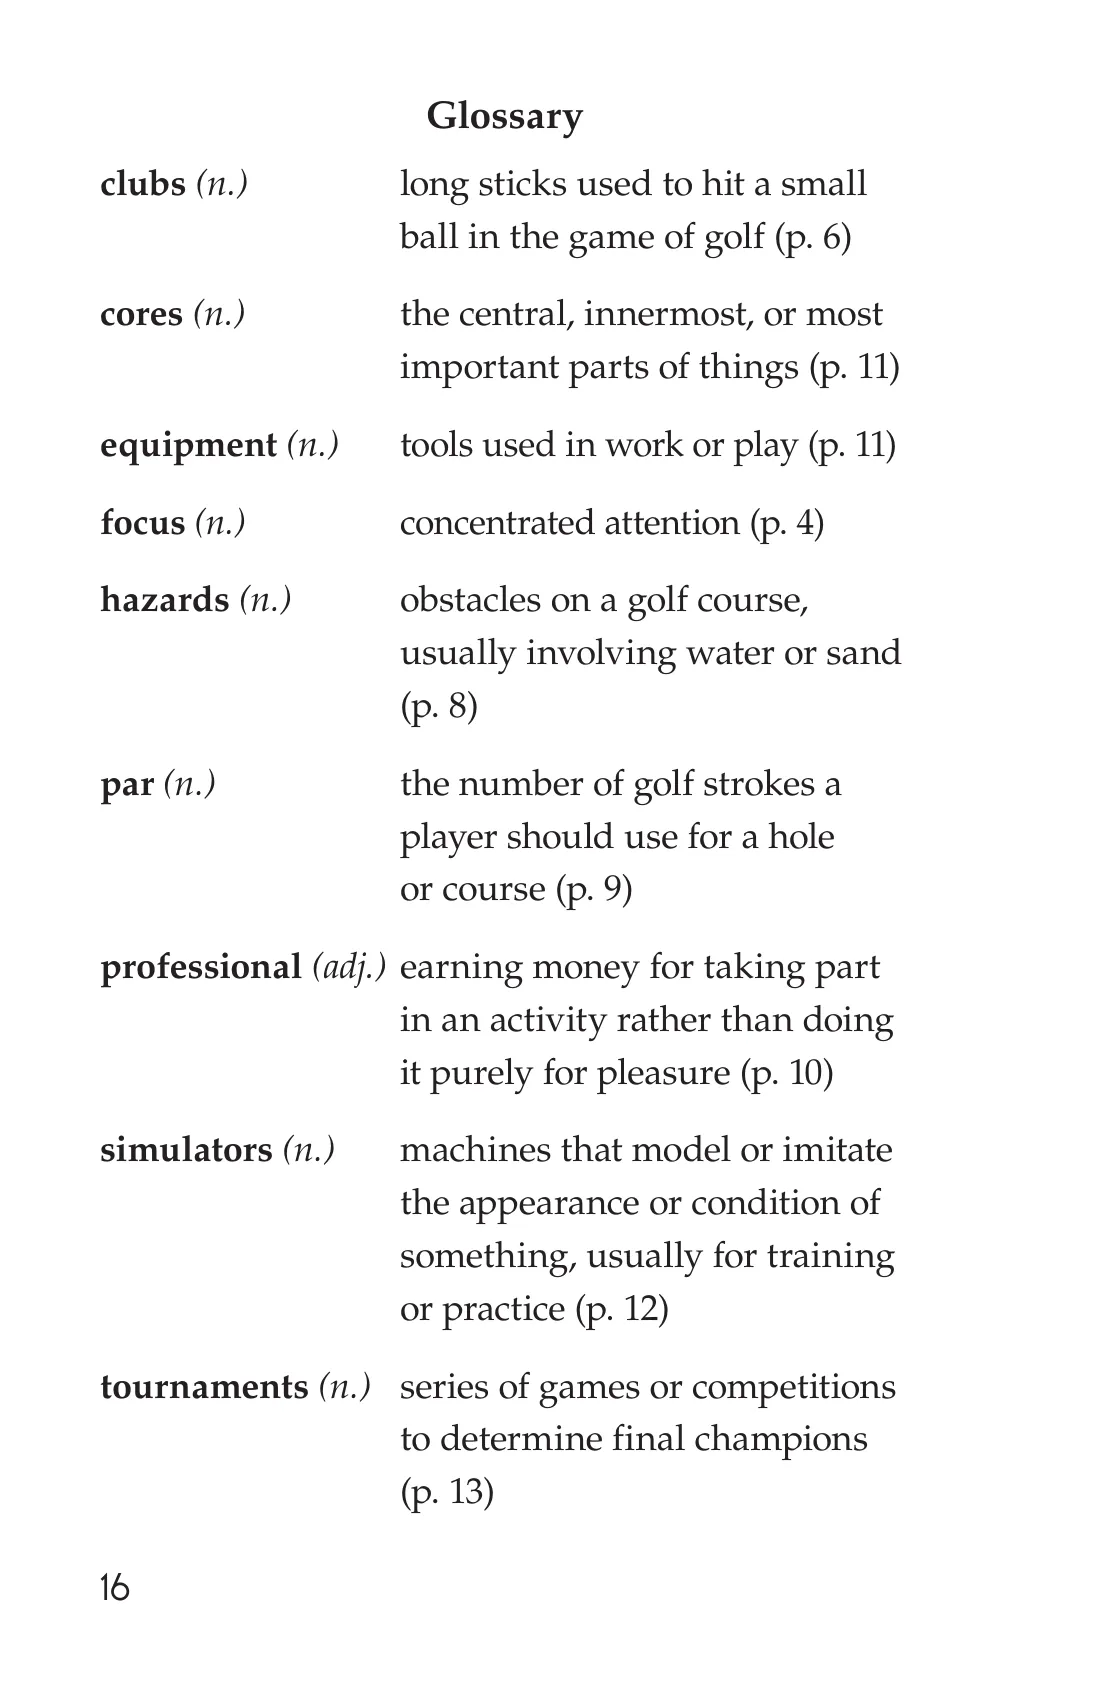 Glossary
clubs (n.) long sticks used to hit a small
ball in the game of golf (p. 6)
cores (n.) the central, innermost, or most
important parts of things (p. 11)
equipment (n.) tools used in work or play (p. 11)
focus (n.) concentrated attention (p. 4)
hazards (n.) obstacles on a golf course,
usually involving water or sand
(p. 8)
par (n.) the number of golf strokes a
player should use for a hole
or course (p. 9)
professional (adj.) earning money for taking part
in an activity rather than doing
it purely for pleasure (p. 10)
simulators (n.) machines that model or imitate
the appearance or condition of
something, usually for training
or practice (p. 12)
tournaments (n.) series of games or competitions
to determine final champions
(p. 13)
16